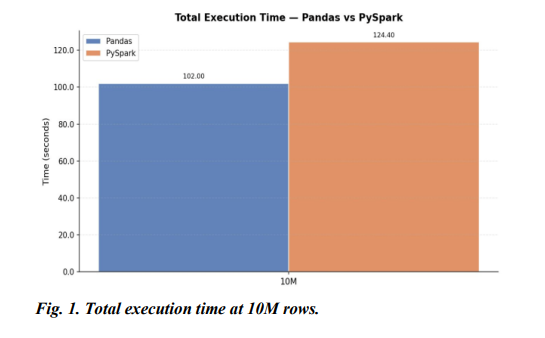 Total Execution Time — Pandas vs PySpark
Pandas
PySpark
124.40
102.00
120.0
100.0
80.0
60.0
40.0
20.0
0.0
Time (seconds)
10M
Fig. 1. Total execution time at 10M rows.